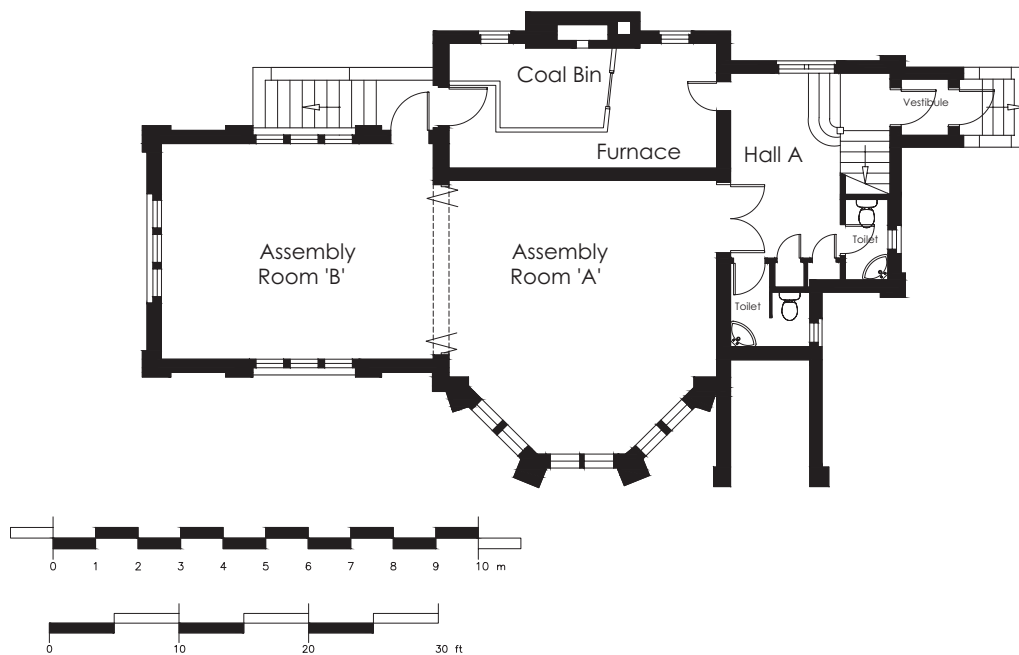 Coal Bin
Vestibule
Furnace
Hall A
Assembly
Room 'B'
Assembly
Room 'A'
Toilet
Toilet
0 1 2 3 4 5 6 7 8 9 10 m
0 10 20 30 ft